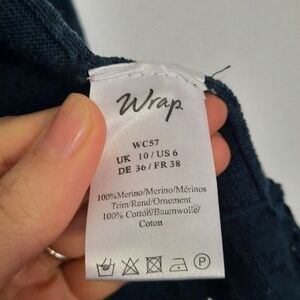 Wrap
WC57
UK 10/US 6
DE 36/FR 38
100%Merino/Merino/Mérinos
Trim/Rand/Ornement
100% Cotton/Baumwolle/
Coton
P